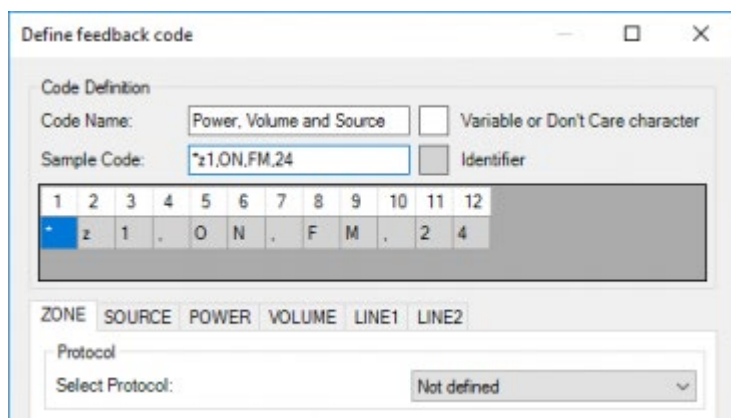 Define feedback code
Code Definition
Code Name: Power, Volume and Source Variable or Don't Care character
Sample Code: *z1,ON,FM,24 Identifier
1 2 3 4 5 6 7 8 9 10 11 12
* z 1 , O N , F M , 2 4
ZONE SOURCE POWER VOLUME LINE1 LINE2
Protocol
Select Protocol: Not defined